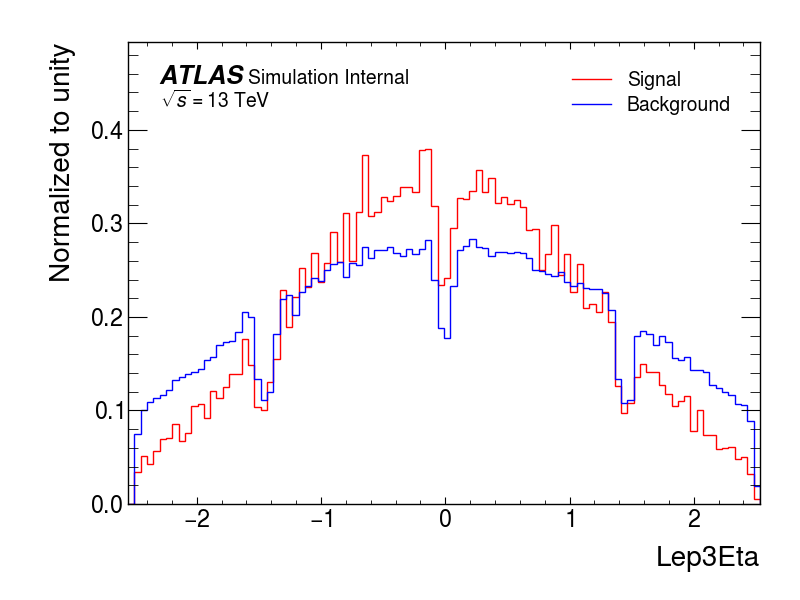 ATLAS Simulation Internal
√s = 13 TeV
Signal
Background
Normalized to unity
0.4
0.3
0.2
0.1
0.0
−2 −1 0 1 2
Lep3Eta